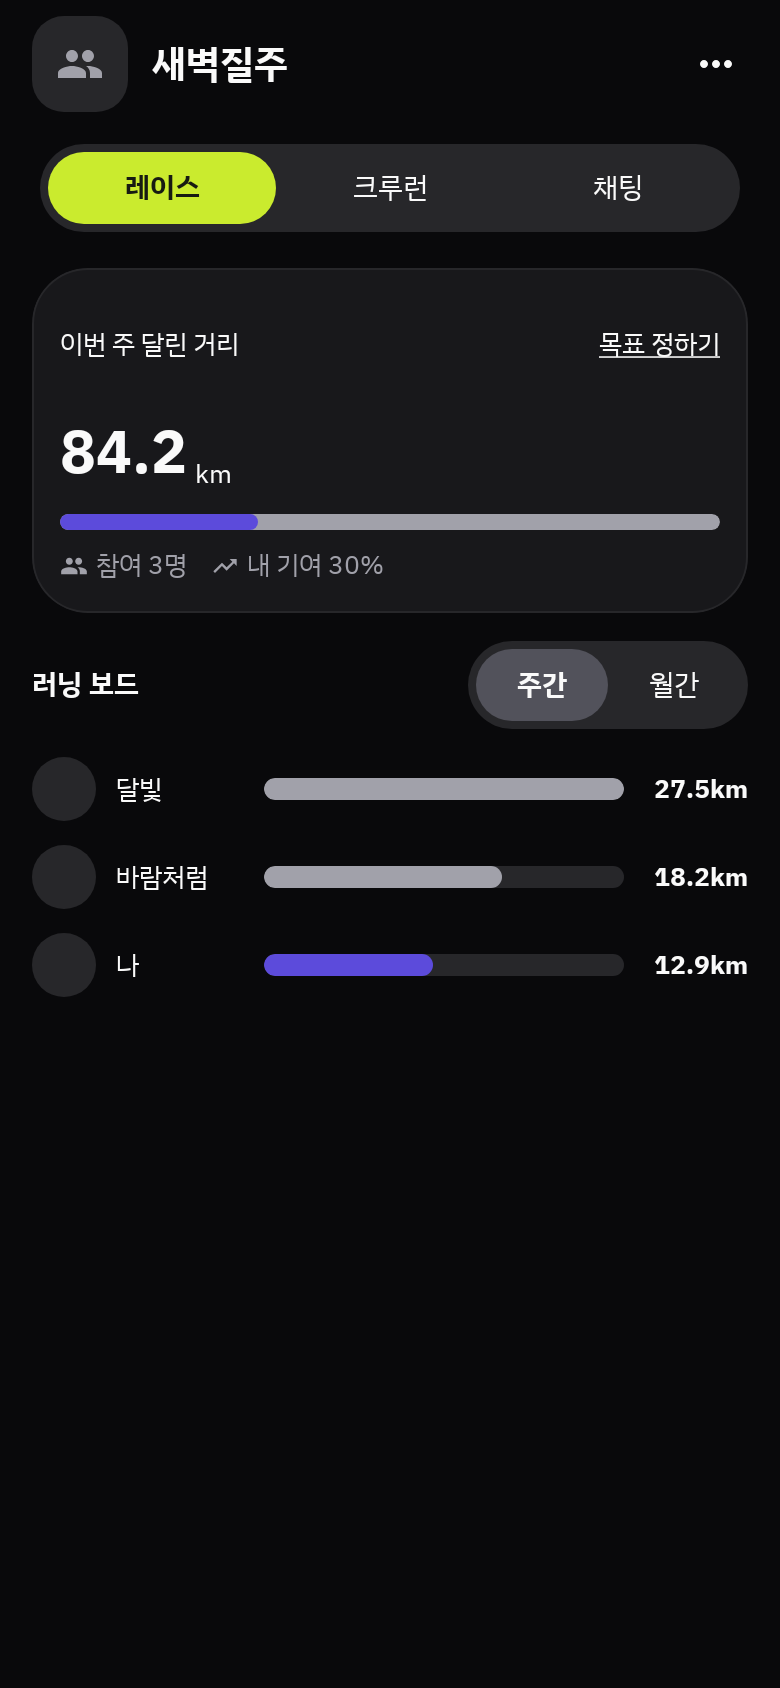 새벽질주
레이스 크루런 채팅
이번 주 달린 거리 목표 정하기
84.2 km
참여 3명 내 기여 30%
러닝 보드 주간 월간
달빛 27.5km
바람처럼 18.2km
나 12.9km